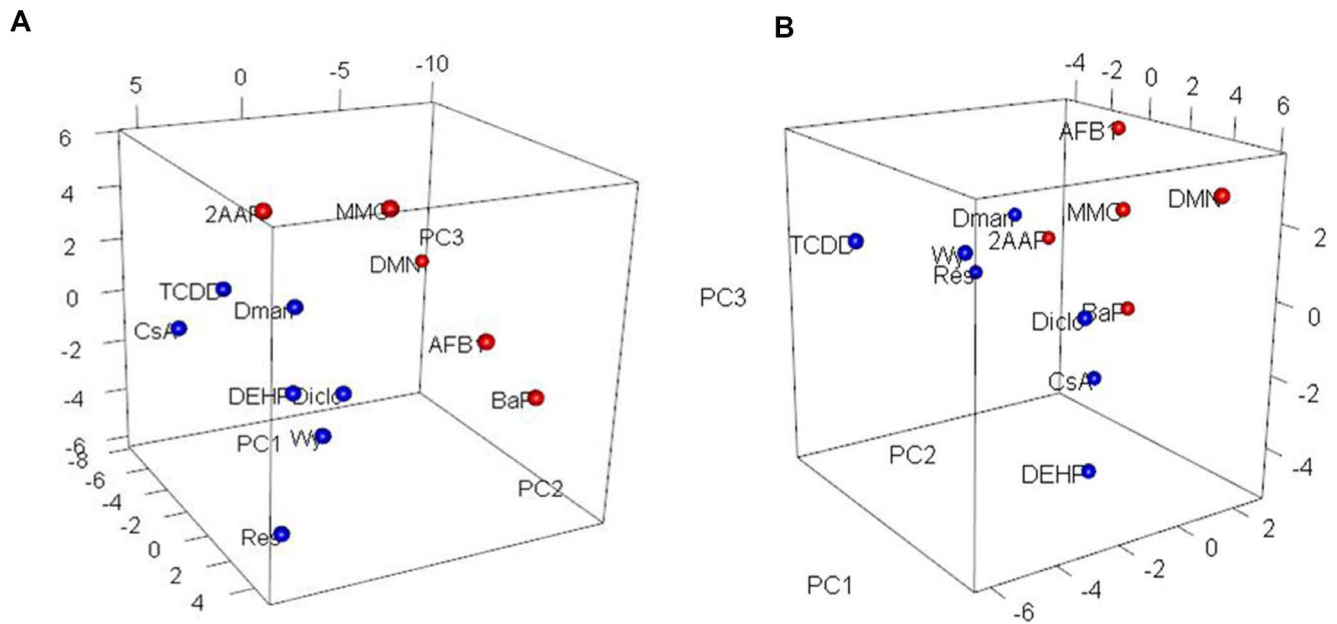 A
5
0
-5
-10
6
4
2
0
-2
-4
-6
-8
-6
-4
-2
0
2
4
2AAF
MMC
PC3
DMN
TCDD
Dman
CsA
AFB1
DEHP
Diclo
BaP
PC1
Wy
PC2
Res
B
-4
-2
0
2
4
6
AFB1
DMN
MMC
Dman
2AAF
TCDD
Wy
Res
2
0
-2
-4
PC3
Diclo
BaP
CsA
PC2
DEHP
2
0
-2
-4
-6
PC1